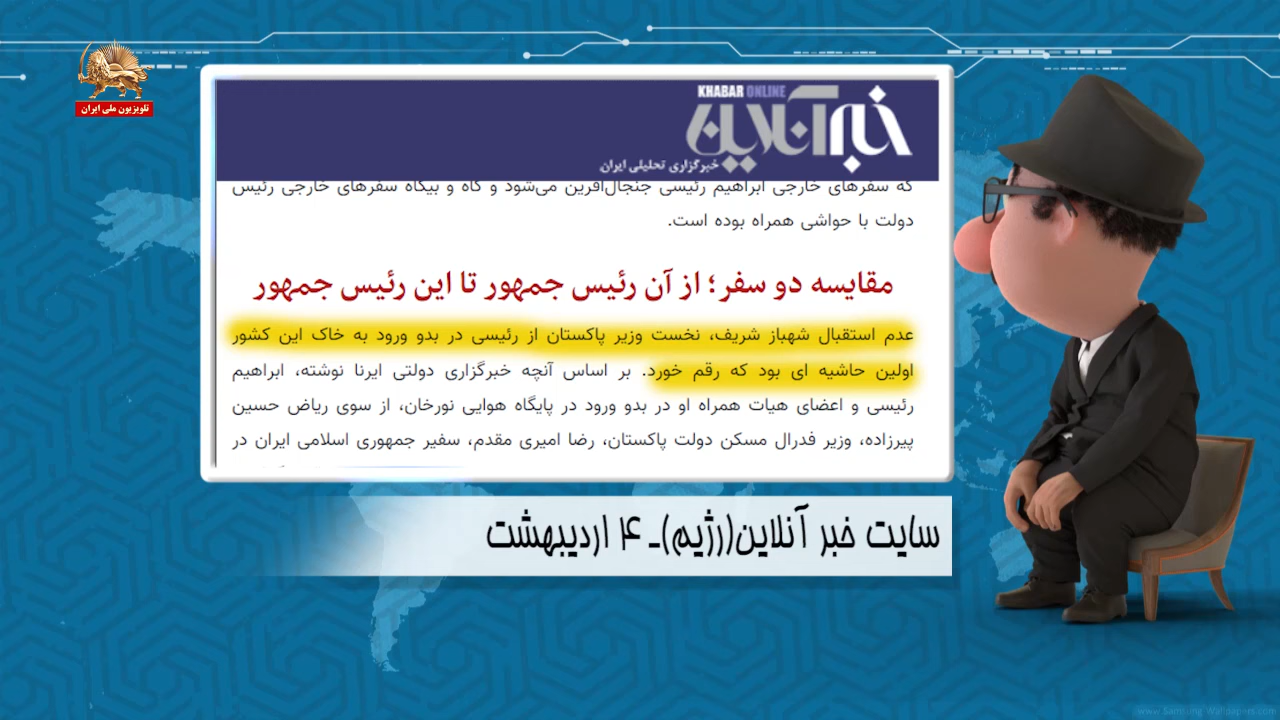 تلویزیون ملی ایران
KHABAR ONLINE
خبرآنلاین
خبرگزاری تحلیلی ایران
که سفرهای خارجی ابراهیم رئیسی جنجال‌آفرین می‌شود و گاه و بیگاه سفرهای خارجی رئیس
دولت با حواشی همراه بوده است.
مقایسه دو سفر؛ از آن رئیس جمهور تا این رئیس جمهور
عدم استقبال شهباز شریف، نخست وزیر پاکستان از رئیسی در بدو ورود به خاک این کشور
اولین حاشیه ای بود که رقم خورد. بر اساس آنچه خبرگزاری دولتی ایرنا نوشته، ابراهیم
رئیسی و اعضای هیات همراه او در بدو ورود در پایگاه هوایی نورخان، از سوی ریاض حسین
پیرزاده، وزیر فدرال مسکن دولت پاکستان، رضا امیری مقدم، سفیر جمهوری اسلامی ایران در
سایت خبر آنلاین(رژیم)ـ ۴ اردیبهشت